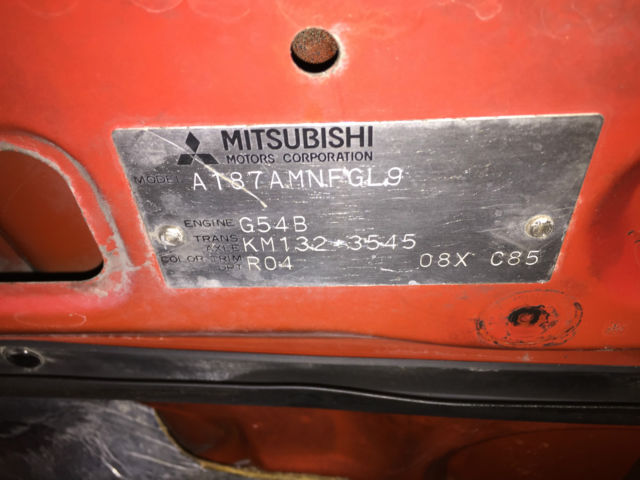 MITSUBISHI
MOTORS CORPORATION
MODEL A187AMNFGL9
ENGINE G54B
TRANS AXLE KM132-3545
COLOR TRIM OPT R04 08X C85